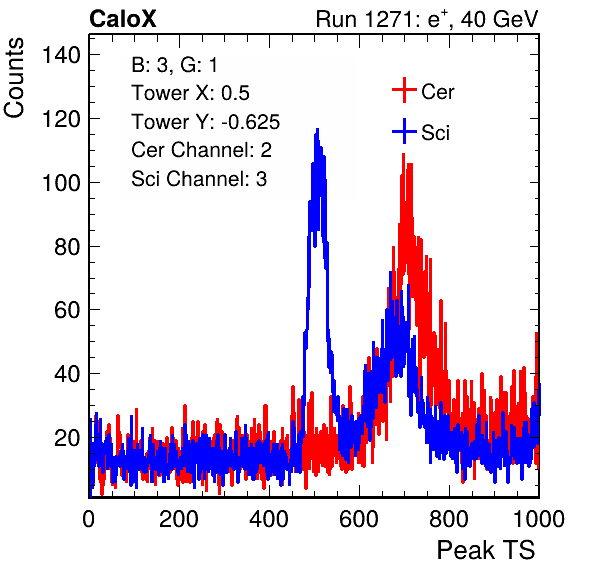 CaloX
Run 1271: e+, 40 GeV
B: 3, G: 1
Tower X: 0.5
Tower Y: -0.625
Cer Channel: 2
Sci Channel: 3
Cer
Sci
Counts
140
120
100
80
60
40
20
0 200 400 600 800 1000
Peak TS